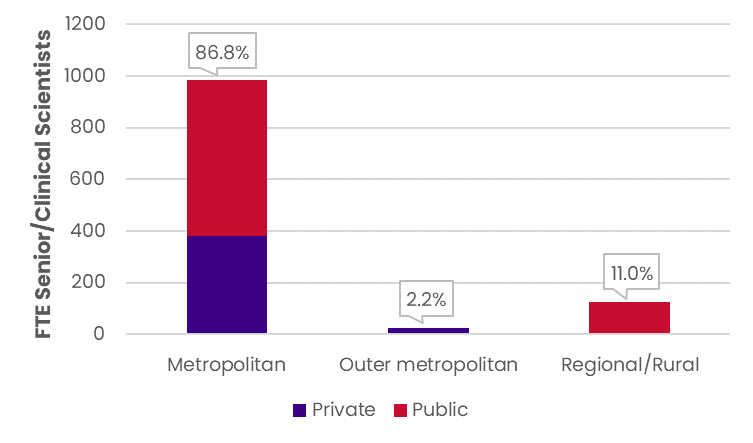 FTE Senior/Clinical Scientists
1200
1000
800
600
400
200
0
86.8%
2.2%
11.0%
Metropolitan
Outer metropolitan
Regional/Rural
Private
Public